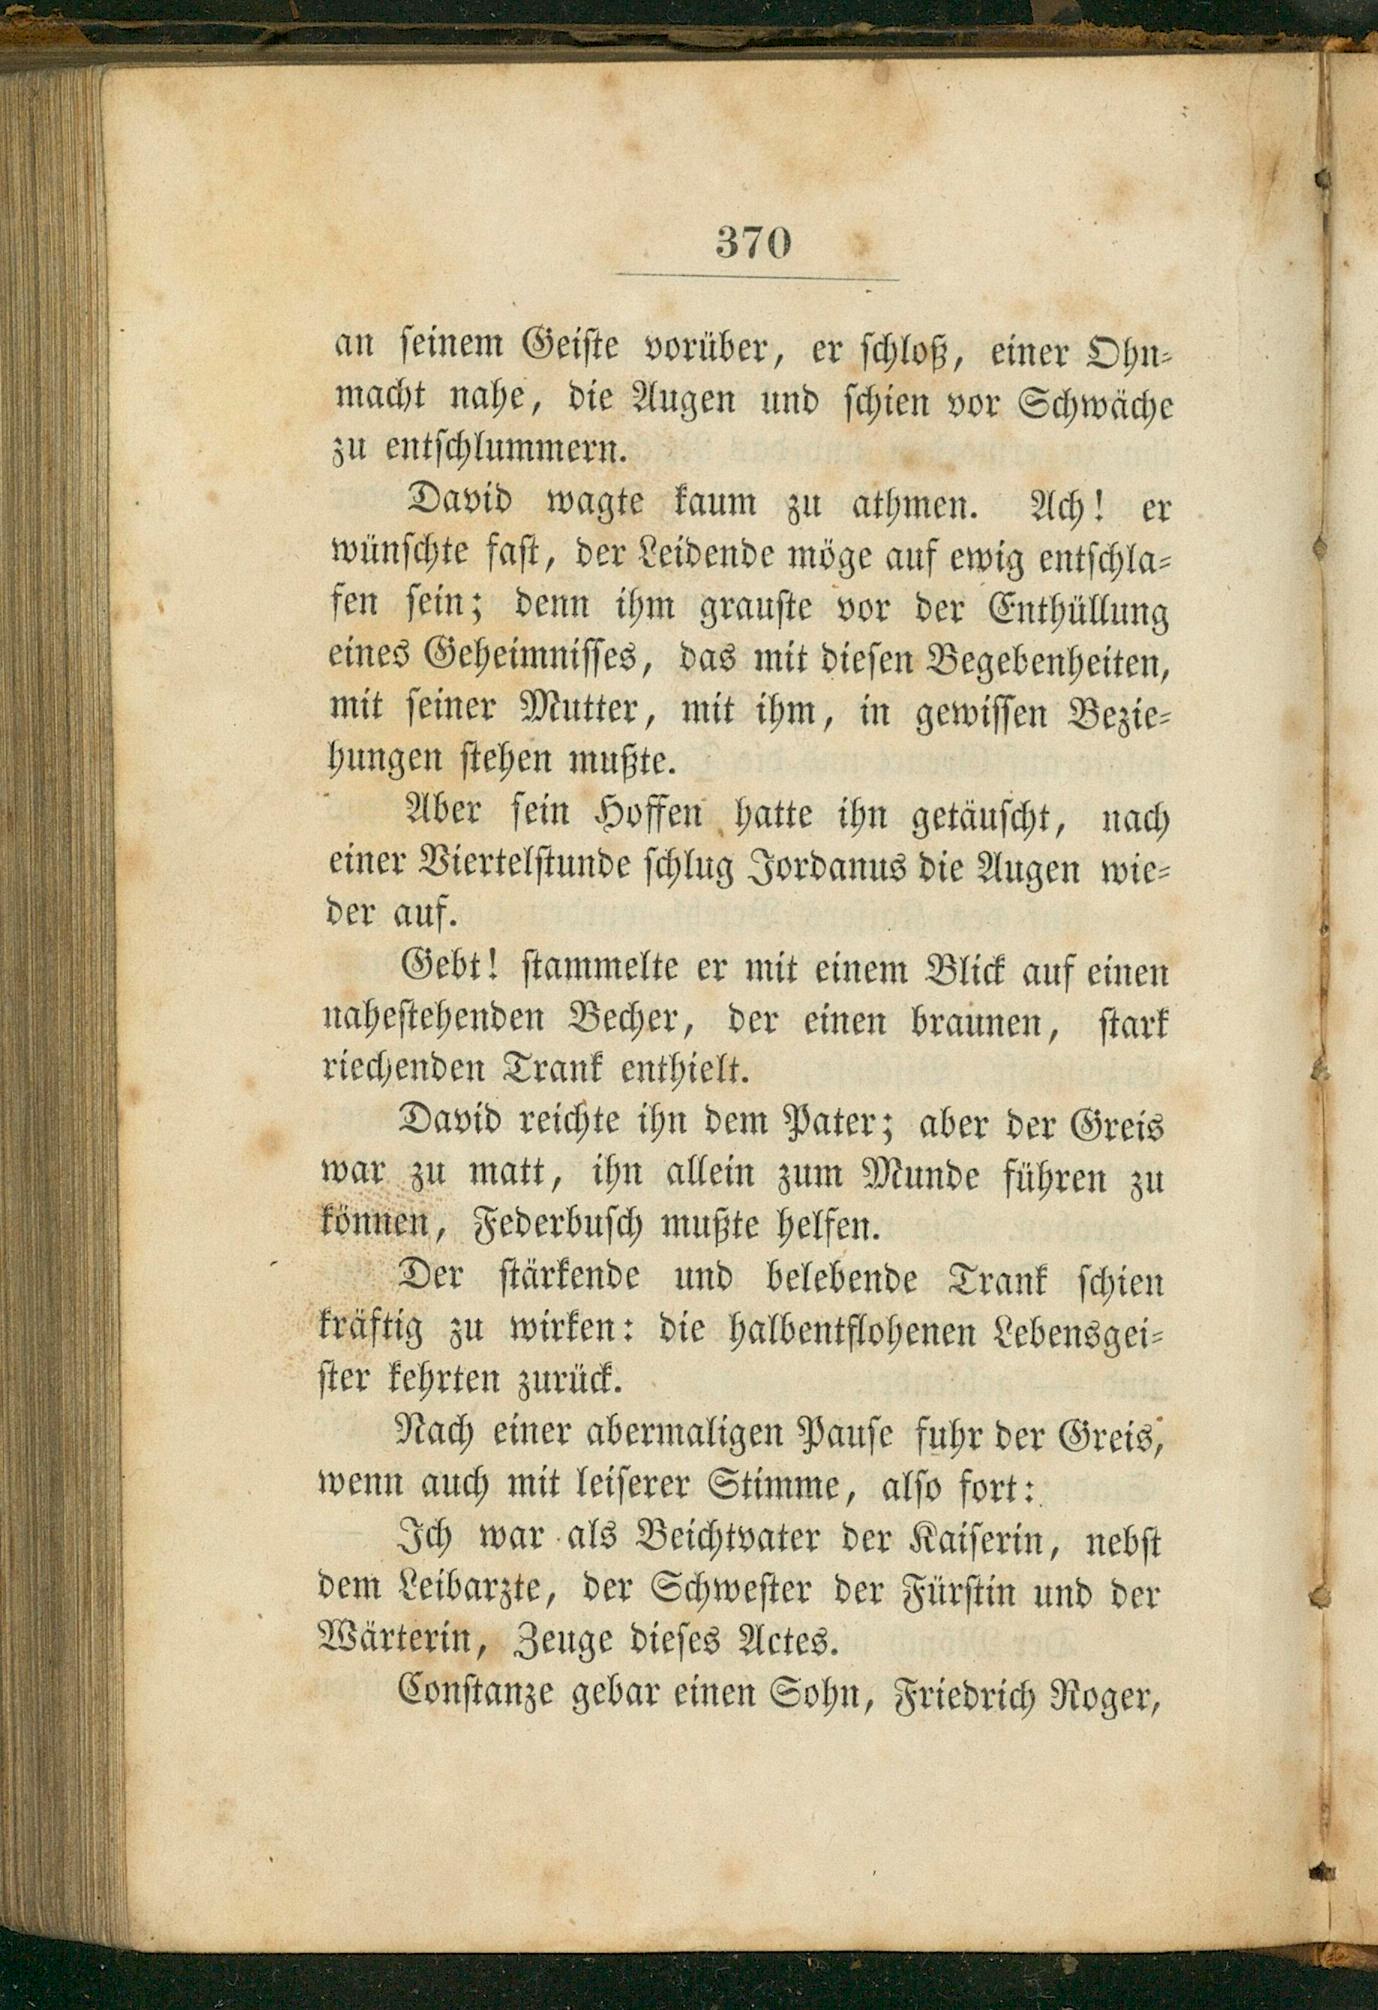 370
an seinem Geiste vorüber, er schloß, einer Ohn-
macht nahe, die Augen und schien vor Schwäche
zu entschlummern.
David wagte kaum zu athmen. Ach! er
wünschte fast, der Leidende möge auf ewig entschla-
fen sein; denn ihm grauste vor der Enthüllung
eines Geheimnisses, das mit diesen Begebenheiten,
mit seiner Mutter, mit ihm, in gewissen Bezie-
hungen stehen mußte.
Aber sein Hoffen hatte ihn getäuscht, nach
einer Viertelstunde schlug Jordanus die Augen wie-
der auf.
Gebt! stammelte er mit einem Blick auf einen
nahestehenden Becher, der einen braunen, stark
riechenden Trank enthielt.
David reichte ihn dem Pater; aber der Greis
war zu matt, ihn allein zum Munde führen zu
können, Federbusch mußte helfen.
Der stärkende und belebende Trank schien
kräftig zu wirken: die halbentflohenen Lebensgei-
ster kehrten zurück.
Nach einer abermaligen Pause fuhr der Greis,
wenn auch mit leiserer Stimme, also fort:
Ich war als Beichtvater der Kaiserin, nebst
dem Leibarzte, der Schwester der Fürstin und der
Wärterin, Zeuge dieses Actes.
Constanze gebar einen Sohn, Friedrich Roger,